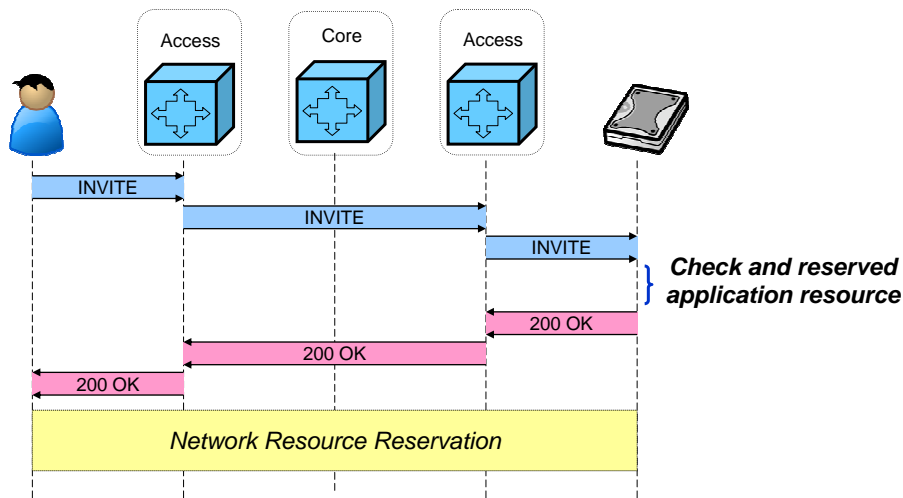 Access
Core
Access
INVITE
INVITE
INVITE
Check and reserved
application resource
200 OK
200 OK
200 OK
Network Resource Reservation